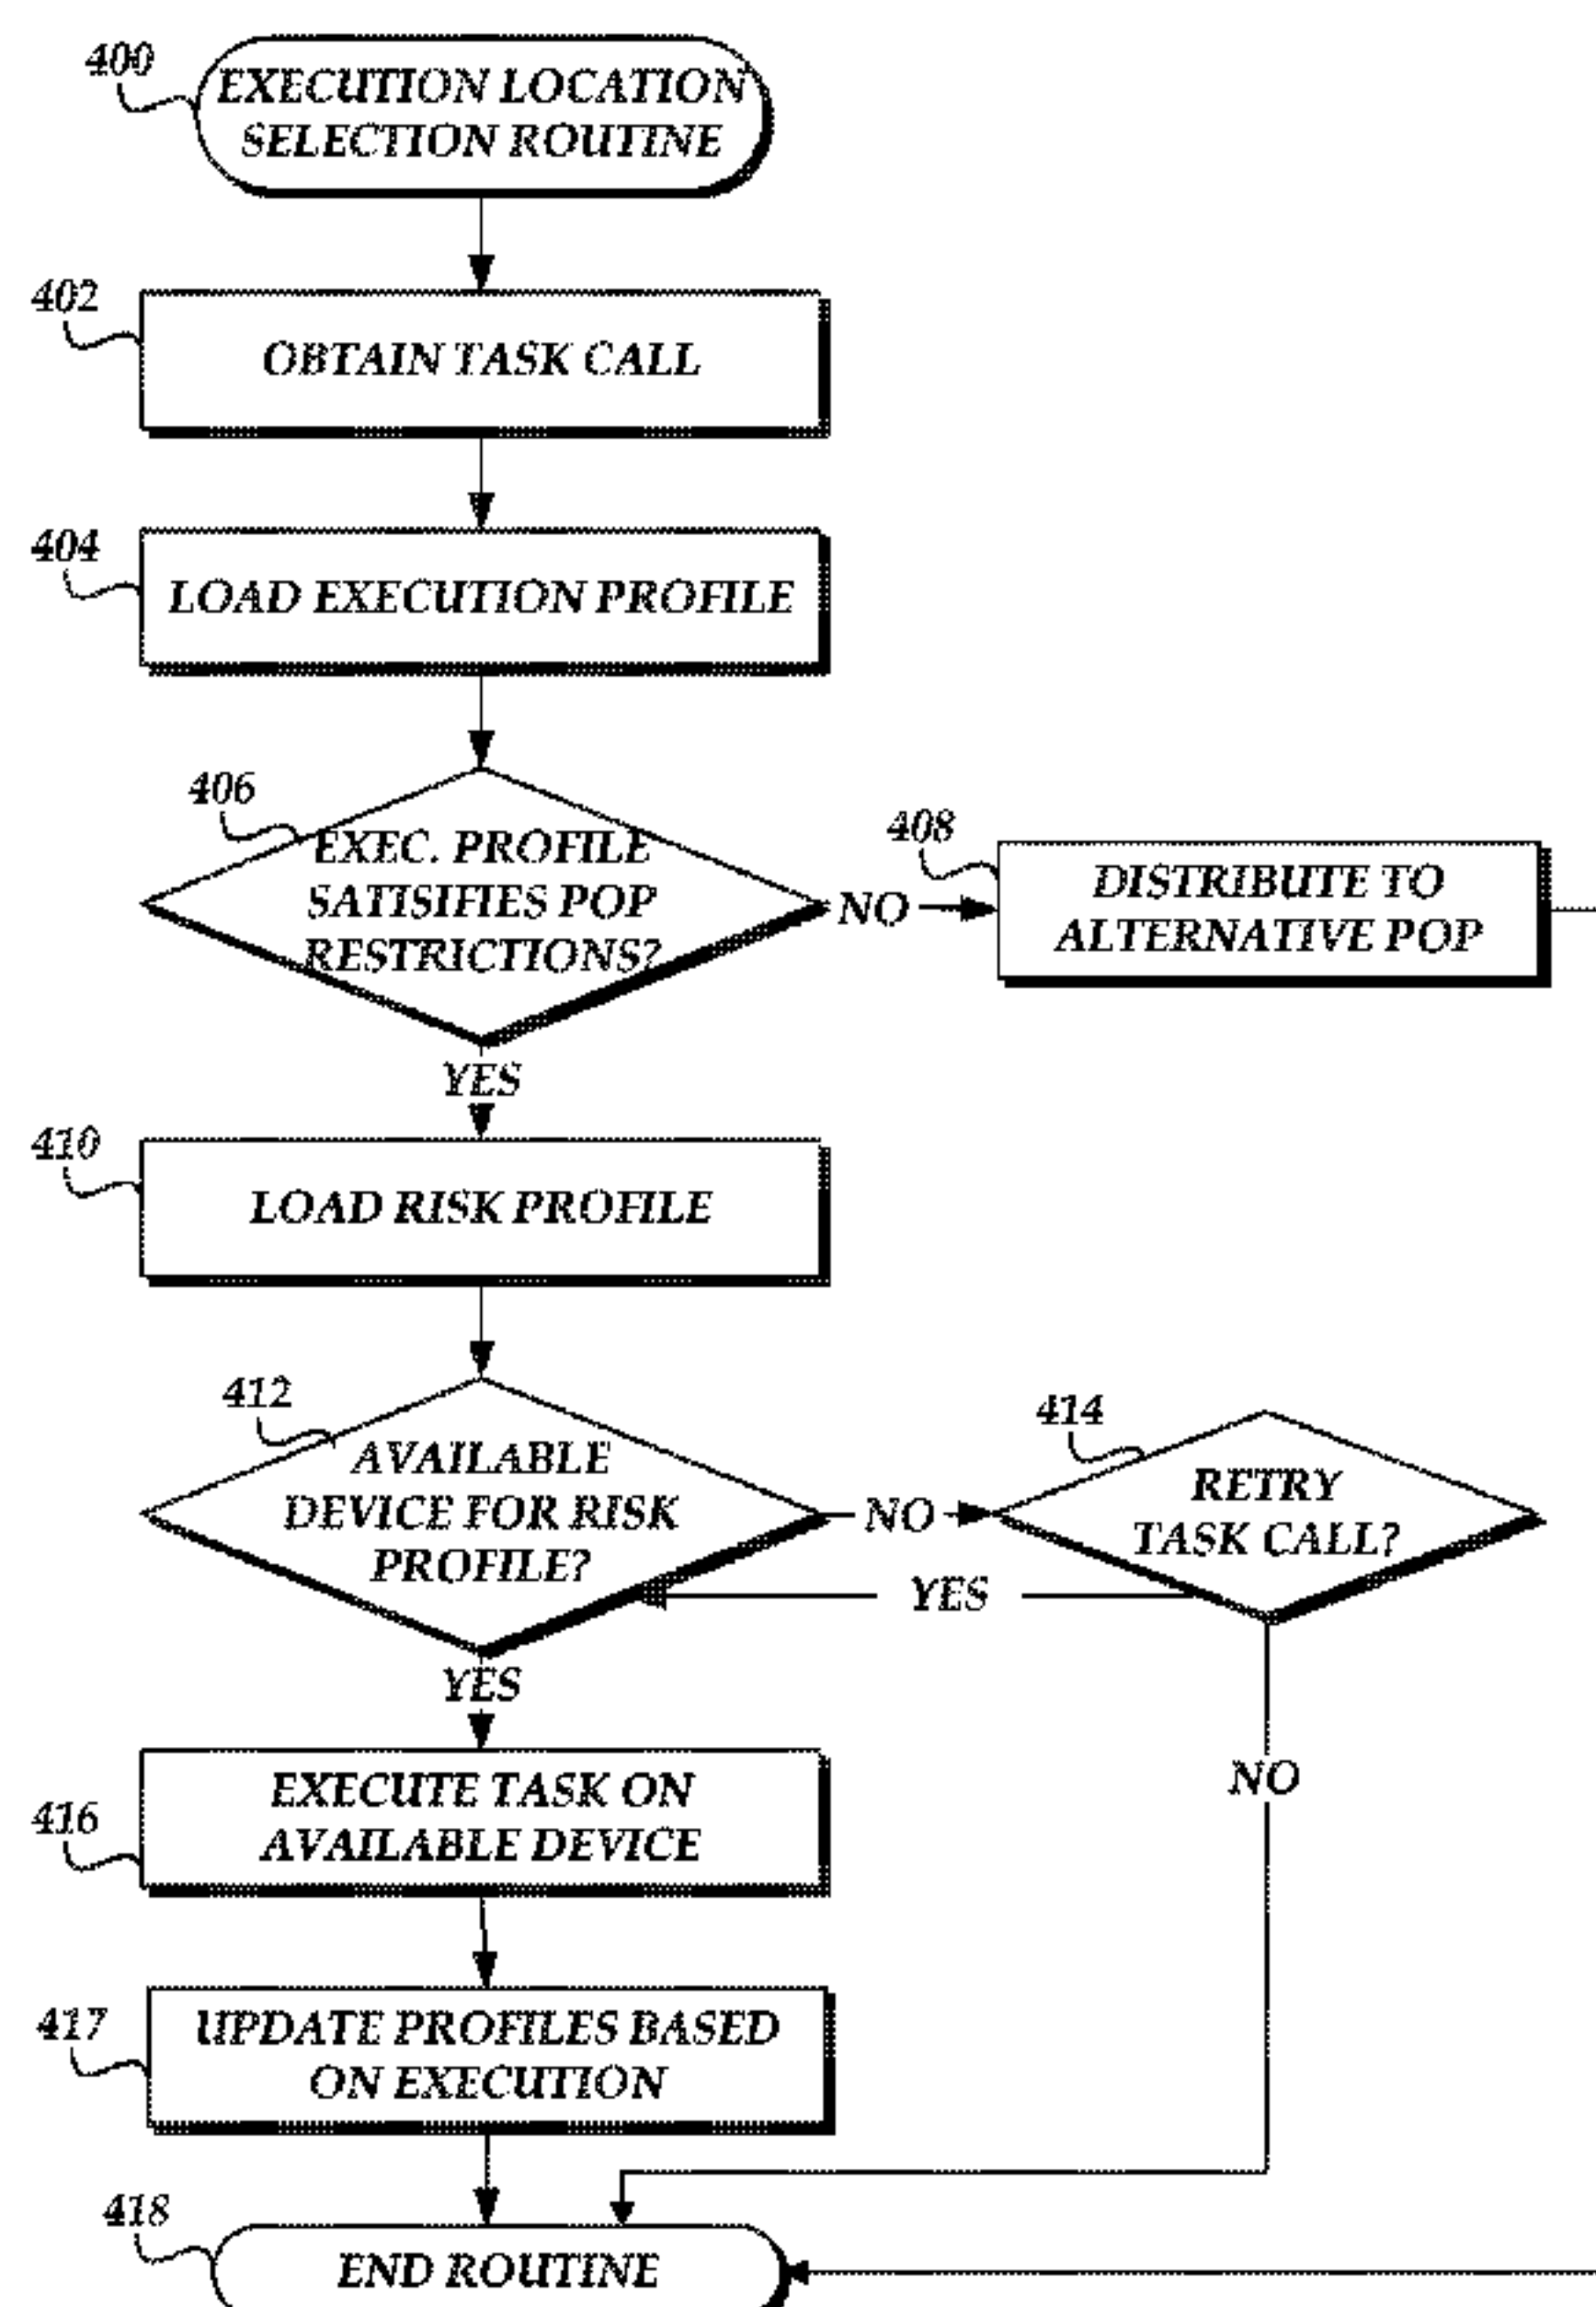 400
EXECUTION LOCATION
SELECTION ROUTINE
402
OBTAIN TASK CALL
404
LOAD EXECUTION PROFILE
406
EXEC. PROFILE
SATISIFIES POP
RESTRICTIONS?
NO
408
DISTRIBUTE TO
ALTERNATIVE POP
YES
410
LOAD RISK PROFILE
412
AVAILABLE
DEVICE FOR RISK
PROFILE?
NO
414
RETRY
TASK CALL?
YES
YES
NO
416
EXECUTE TASK ON
AVAILABLE DEVICE
417
UPDATE PROFILES BASED
ON EXECUTION
418
END ROUTINE